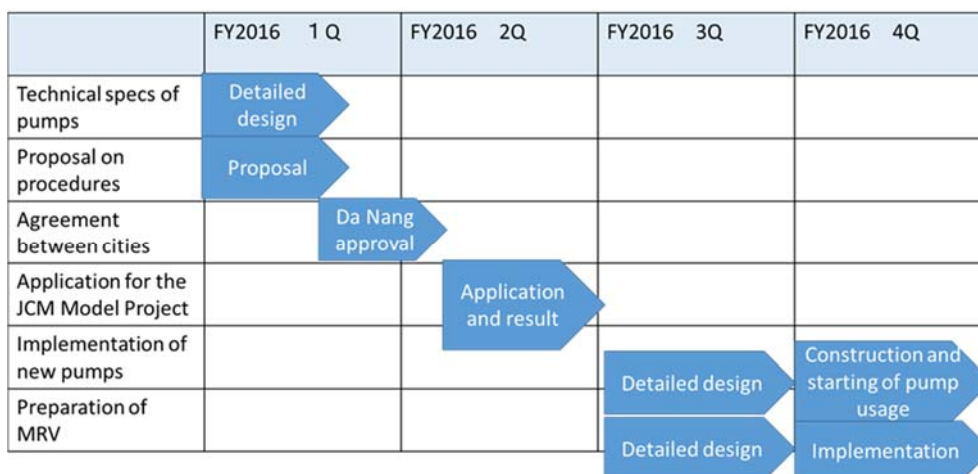 FY2016 1 Q
FY2016 2Q
FY2016 3Q
FY2016 4Q
Technical specs of
pumps
Detailed
design
Proposal on
procedures
Proposal
Agreement
between cities
Da Nang
approval
Application for the
JCM Model Project
Application
and result
Implementation of
new pumps
Detailed design
Construction and
starting of pump
usage
Preparation of
MRV
Detailed design
Implementation